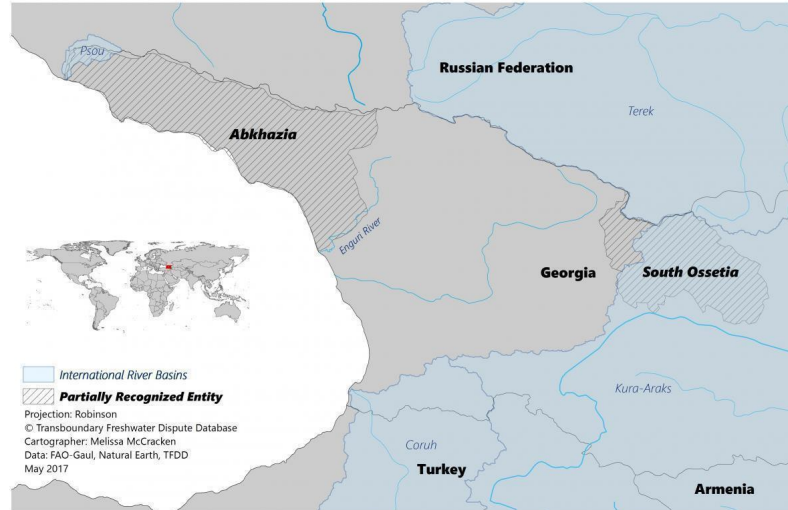 Psou
Russian Federation
Terek
Abkhazia
Enguri River
Georgia
South Ossetia
International River Basins
Partially Recognized Entity
Projection: Robinson
© Transboundary Freshwater Dispute Database
Cartographer: Melissa McCracken
Data: FAO-Gaul, Natural Earth, TFDD
May 2017
Kura-Araks
Coruh
Turkey
Armenia